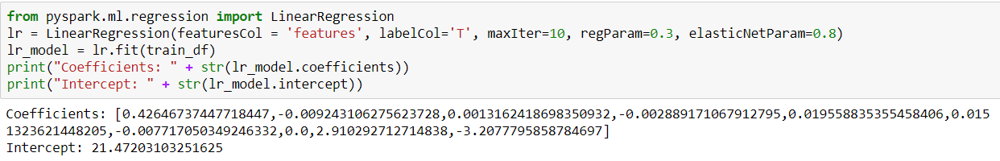 from pyspark.ml.regression import LinearRegression
lr = LinearRegression(featuresCol = 'features', labelCol='T', maxIter=10, regParam=0.3, elasticNetParam=0.8)
lr_model = lr.fit(train_df)
print("Coefficients: " + str(lr_model.coefficients))
print("Intercept: " + str(lr_model.intercept))
Coefficients: [0.42646737447718447,-0.009243106275623728,0.0013162418698350932,-0.002889171067912795,0.019558835355458406,0.015
1323621448205,-0.007717050349246332,0.0,2.910292712714838,-3.2077795858784697]
Intercept: 21.47203103251625